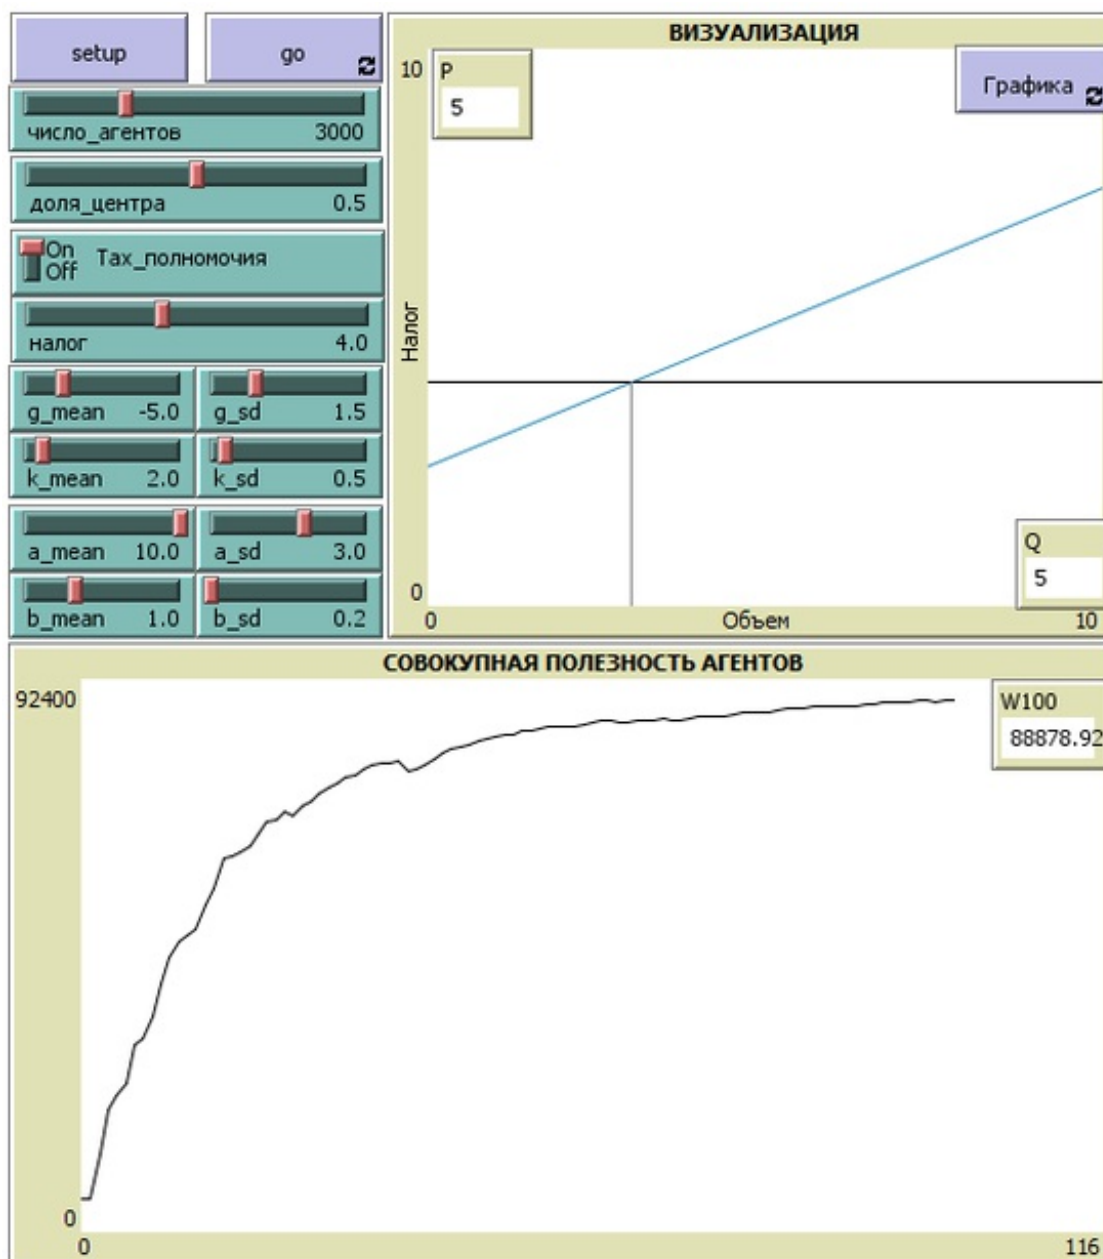 setup
go
число_агентов 3000
доля_центра 0.5
On
Off
Tax_полномочия
налог 4.0
g_mean -5.0
g_sd 1.5
k_mean 2.0
k_sd 0.5
a_mean 10.0
a_sd 3.0
b_mean 1.0
b_sd 0.2
ВИЗУАЛИЗАЦИЯ
10
P
5
Графика
Налог
Q
5
0
0
Объем
10
СОВОКУПНАЯ ПОЛЕЗНОСТЬ АГЕНТОВ
92400
W100
88878.92
0
0
116